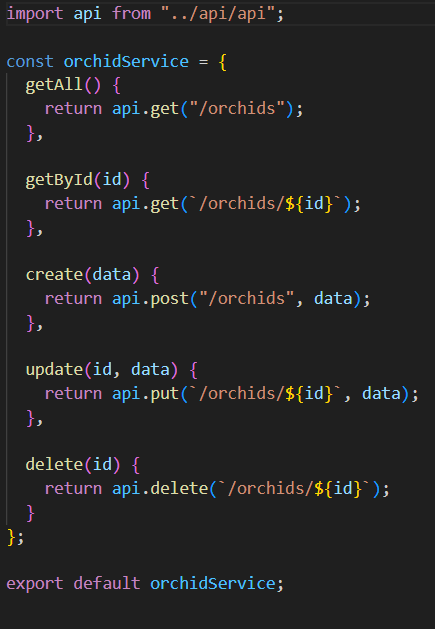 import api from "../api/api";
const orchidService = {
  getAll() {
    return api.get("/orchids");
  },
  getById(id) {
    return api.get(`/orchids/${id}`);
  },
  create(data) {
    return api.post("/orchids", data);
  },
  update(id, data) {
    return api.put(`/orchids/${id}`, data);
  },
  delete(id) {
    return api.delete(`/orchids/${id}`);
  }
};
export default orchidService;